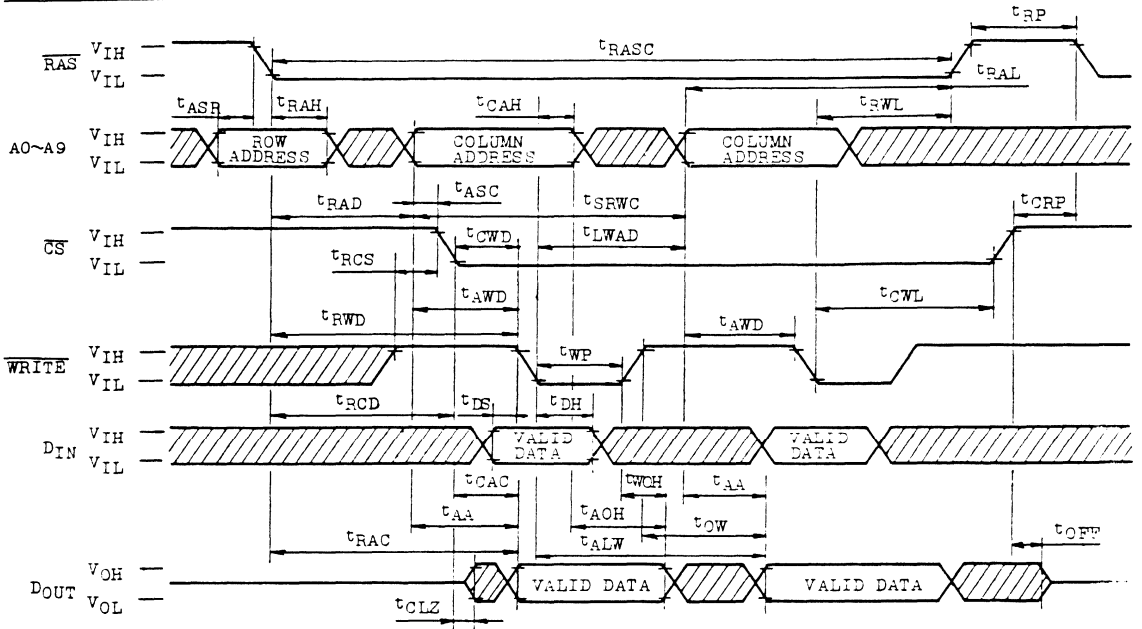 tRP
RAS VIH
VIL
tRASC
tRAL
tASR tRAH tCAH tRWL
A0~A9 VIH
VIL
ROW
ADDRESS
COLUMN
ADDRESS
COLUMN
ADDRESS
tASC
tRAD tSRWC tCRP
CS VIH
VIL
tCWD tLWAD
tRCS
tAWD tCWL
tRWD tAWD
WRITE VIH
VIL
tWP
tRCD tDS tDH
DIN VIH
VIL
VALID
DATA
VALID
DATA
tCAC tWOH tAA
tAA tAOH tOW
tRAC tALW tOFF
DOUT VOH
VOL
VALID DATA VALID DATA
tCLZ